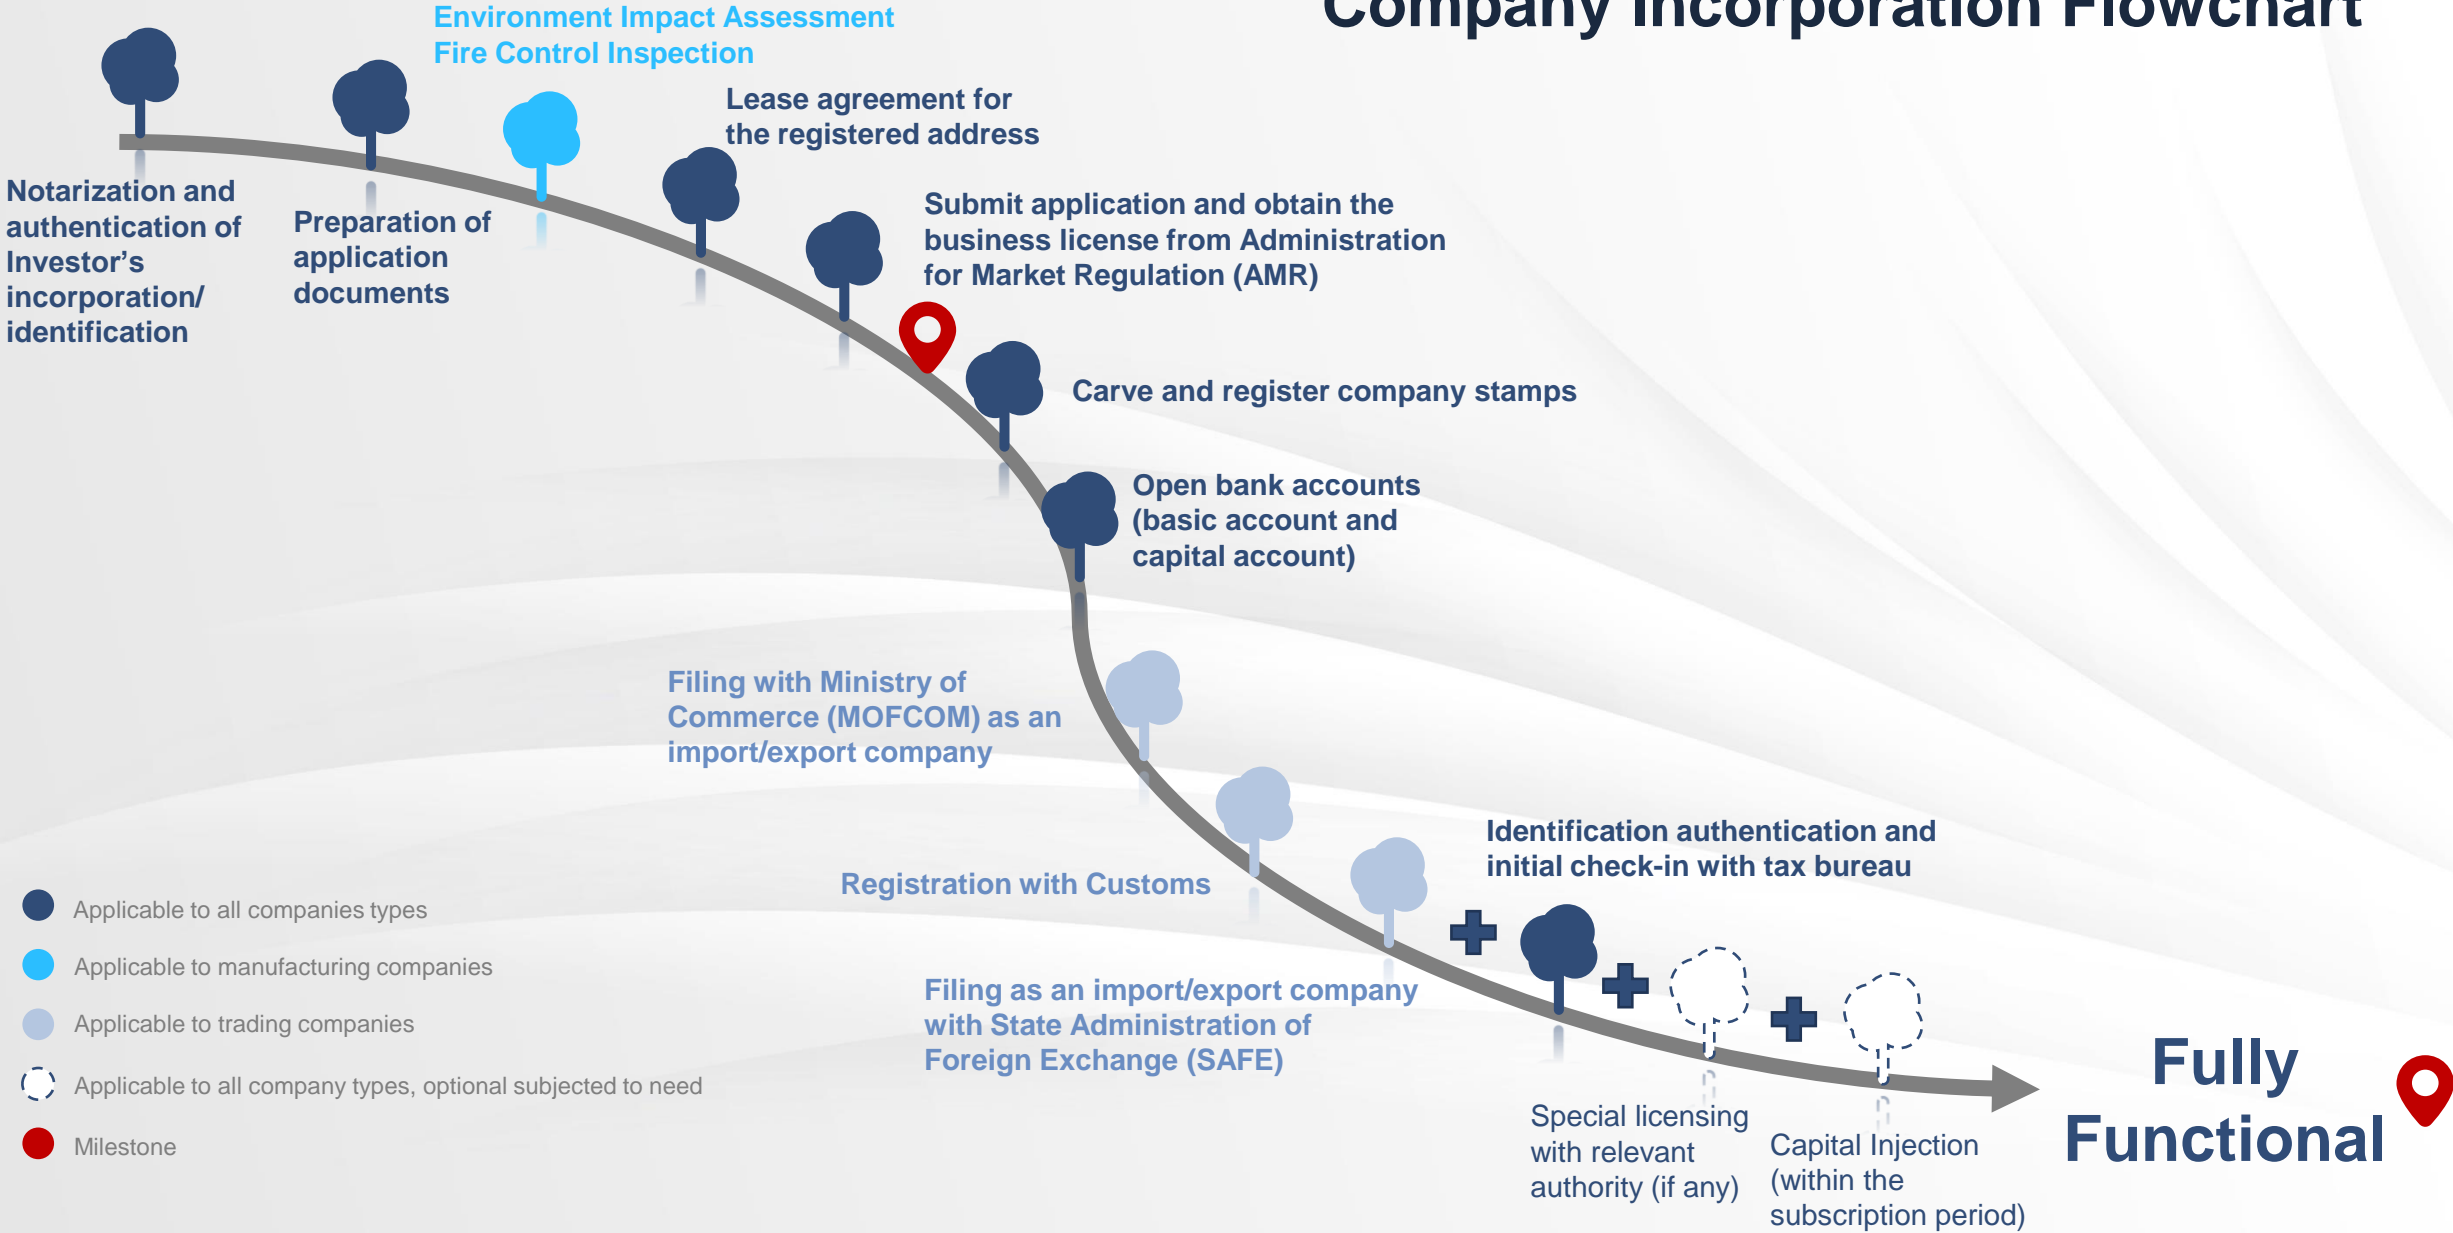 Company Incorporation Flowchart
Environment Impact Assessment
Fire Control Inspection
Lease agreement for
the registered address
Notarization and
authentication of
Investor's
incorporation/
identification
Preparation of
application
documents
Submit application and obtain the
business license from Administration
for Market Regulation (AMR)
Carve and register company stamps
Open bank accounts
(basic account and
capital account)
Filing with Ministry of
Commerce (MOFCOM) as an
import/export company
Registration with Customs
Filing as an import/export company
with State Administration of
Foreign Exchange (SAFE)
Identification authentication and
initial check-in with tax bureau
Special licensing
with relevant
authority (if any)
Capital Injection
(within the
subscription period)
Fully
Functional
Applicable to all companies types
Applicable to manufacturing companies
Applicable to trading companies
Applicable to all company types, optional subjected to need
Milestone